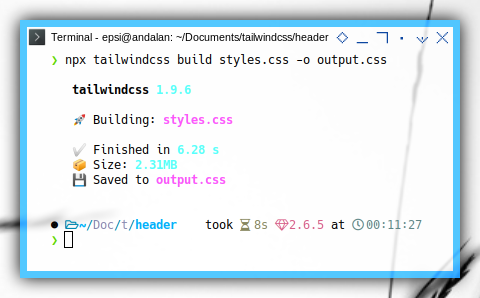 Terminal - epsi@andalan: ~/Documents/tailwindcss/header
❯ npx tailwindcss build styles.css -o output.css
tailwindcss 1.9.6
🚀 Building: styles.css
✔ Finished in 6.28 s
📦 Size: 2.31MB
💾 Saved to output.css
● ~/Doc/t/header took 8s 2.6.5 at 00:11:27
❯